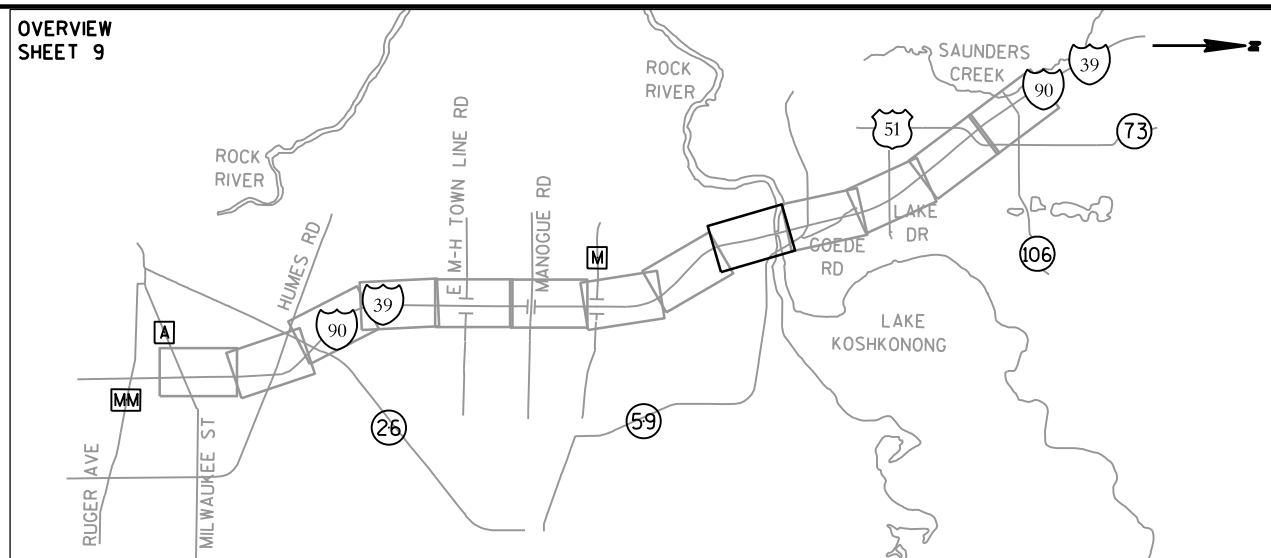 OVERVIEW
SHEET 9
ROCK
RIVER
ROCK
RIVER
SAUNDERS
CREEK
39
90
N
51
73
E M-H TOWN LINE RD
MANOGUE RD
HUMES RD
M
LAKE
DR
GOEDE
RD
106
A
39
90
LAKE
KOSHKONONG
MM
26
59
RUGER AVE
MILWAUKEE ST